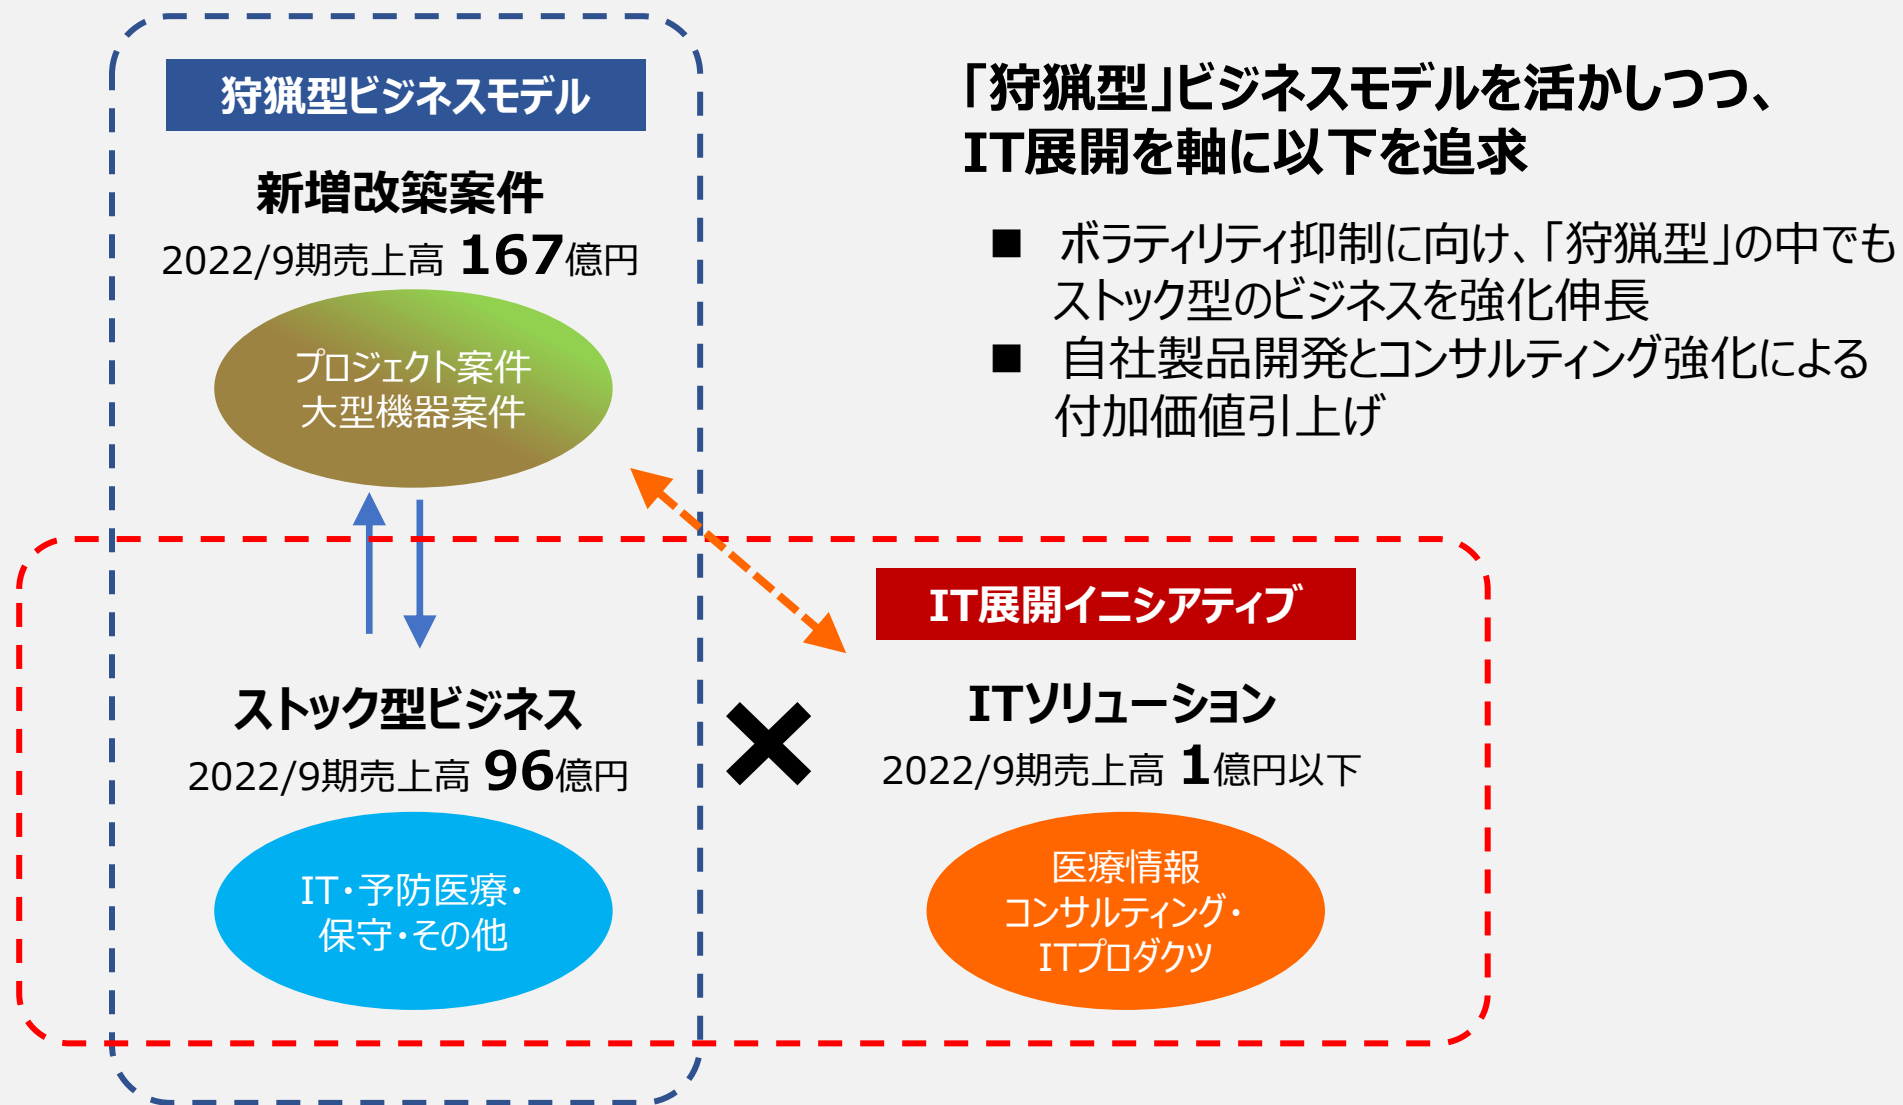 狩猟型ビジネスモデル
新増改築案件
2022/9期売上高 167億円
プロジェクト案件
大型機器案件
ストック型ビジネス
2022/9期売上高 96億円
IT・予防医療・
保守・その他
「狩猟型」ビジネスモデルを活かしつつ、
IT展開を軸に以下を追求
■ ボラティリティ抑制に向け、「狩猟型」の中でも
ストック型のビジネスを強化伸長
■ 自社製品開発とコンサルティング強化による
付加価値引上げ
IT展開イニシアティブ
ITソリューション
2022/9期売上高 1億円以下
医療情報
コンサルティング・
ITプロダクツ